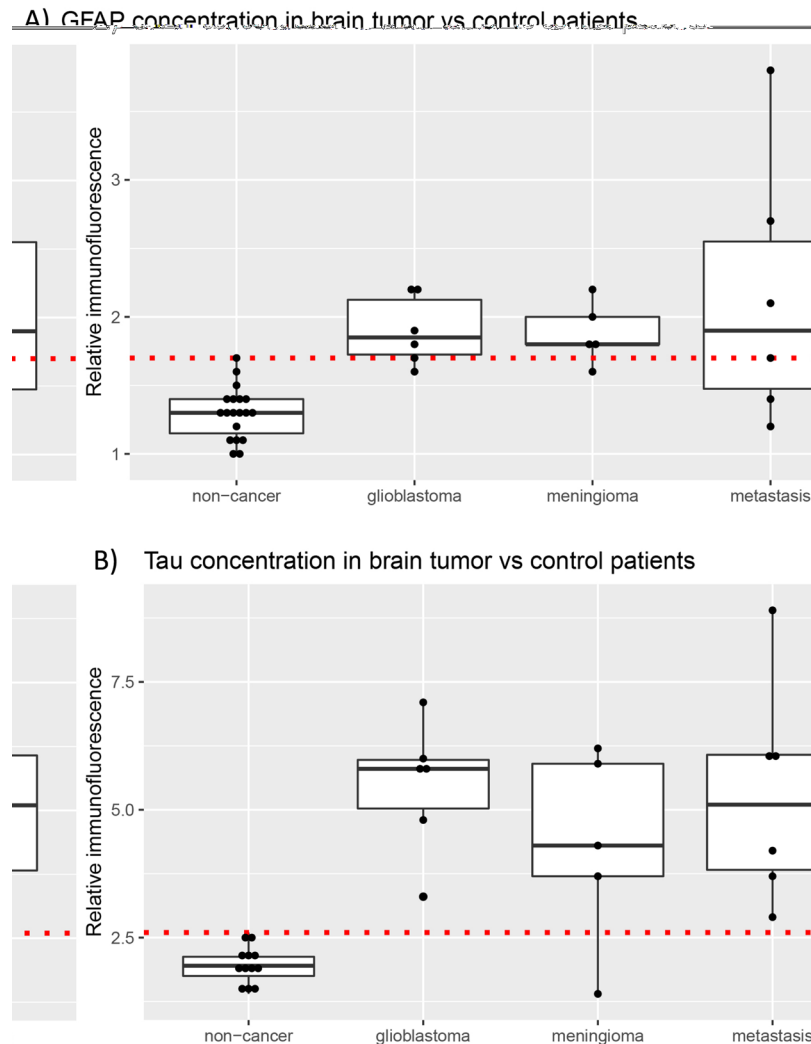 A) GFAP concentration in brain tumor vs control patients
Relative immunofluorescence
3
2
1
non−cancer glioblastoma meningioma metastasis
B) Tau concentration in brain tumor vs control patients
Relative immunofluorescence
7.5
5.0
2.5
non−cancer glioblastoma meningioma metastasis